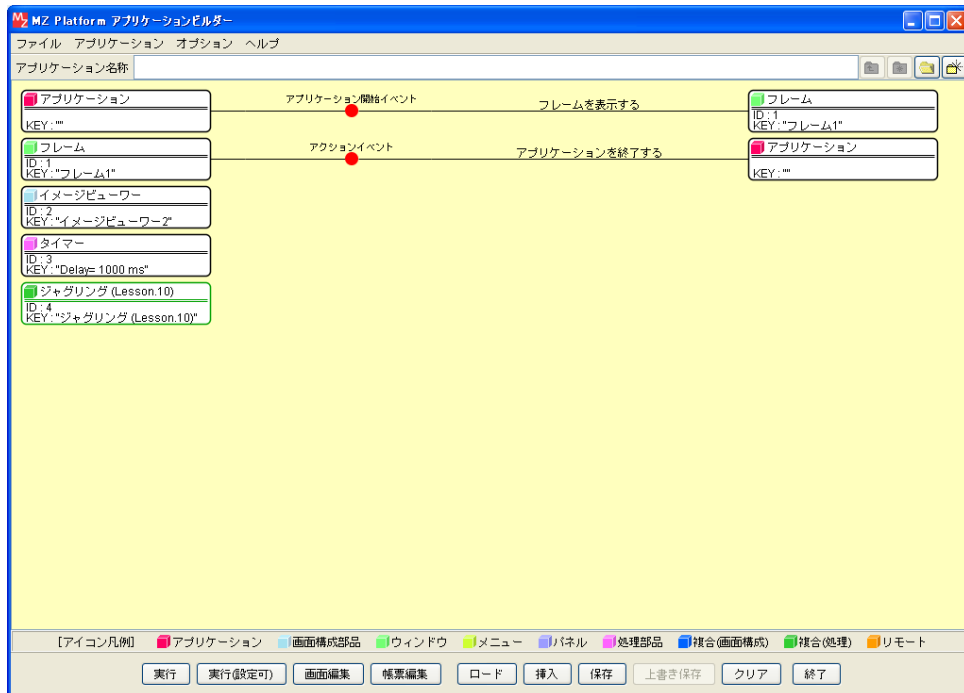 MZ Platform アプリケーションビルダー
ファイル アプリケーション オプション ヘルプ
アプリケーション名称
アプリケーション
KEY:""
アプリケーション開始イベント
フレームを表示する
フレーム
ID:1
KEY:"フレーム1"
フレーム
ID:1
KEY:"フレーム1"
アクションイベント
アプリケーションを終了する
アプリケーション
KEY:""
イメージビューワー
ID:2
KEY:"イメージビューワー2"
タイマー
ID:3
KEY:"Delay= 1000 ms"
ジャグリング(Lesson.10)
ID:4
KEY:"ジャグリング(Lesson.10)"
[アイコン凡例] アプリケーション 画面構成部品 ウィンドウ メニュー パネル 処理部品 複合(画面構成) 複合(処理) リモート
実行 実行(設定可) 画面編集 帳票編集 ロード 挿入 保存 上書き保存 クリア 終了